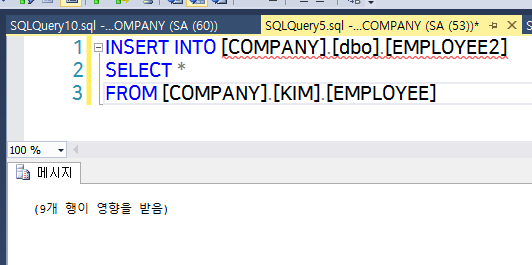 SQLQuery10.sql -...OMPANY (SA (60))
SQLQuery5.sql -...COMPANY (SA (53))*
1 INSERT INTO [COMPANY].[dbo].[EMPLOYEE2]
2 SELECT *
3 FROM [COMPANY].[KIM].[EMPLOYEE]
100 %
메시지
(9개 행이 영향을 받음)